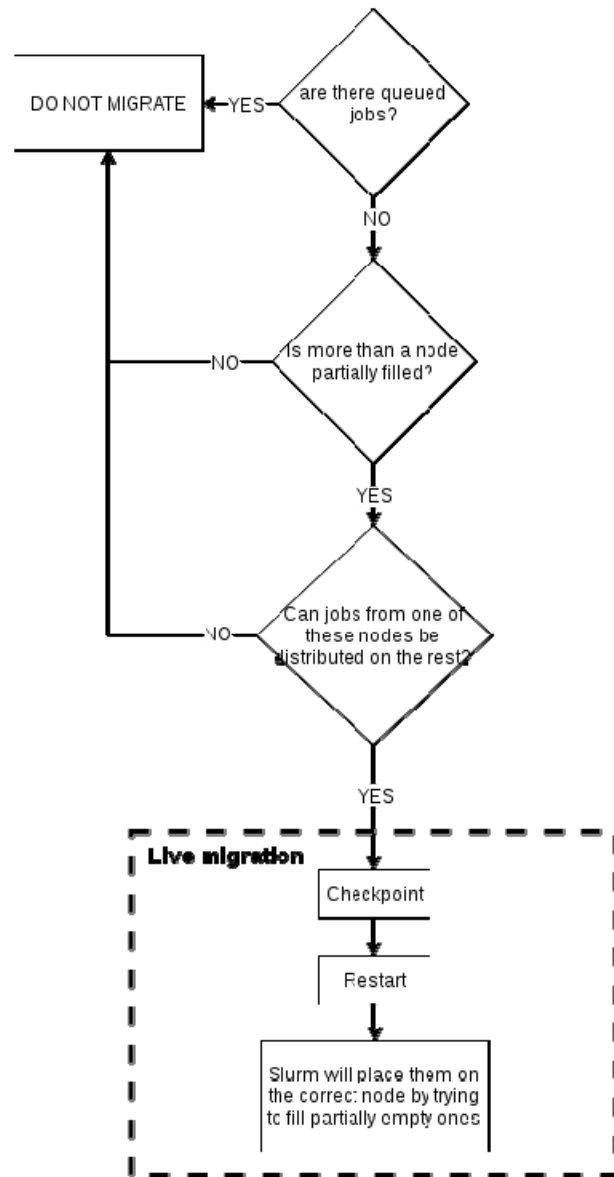 are there queued
jobs?
YES
DO NOT MIGRATE
NO
Is more than a node
partially filled?
NO
YES
Can jobs from one of
these nodes be
distributed on the rest?
NO
YES
Live migration
Checkpoint
Restart
Slurm will place them on
the correct node by trying
to fill partially empty ones